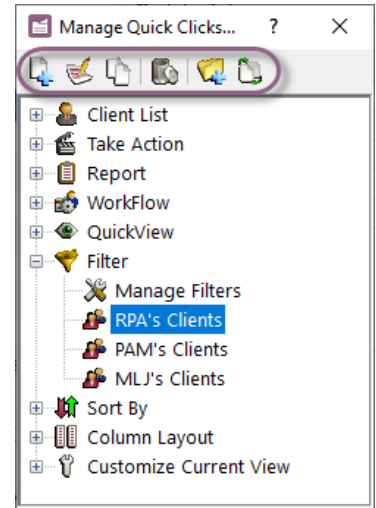 Manage Quick Clicks... ?
Client List
Take Action
Report
WorkFlow
QuickView
Filter
Manage Filters
RPA's Clients
PAM's Clients
MLJ's Clients
Sort By
Column Layout
Customize Current View